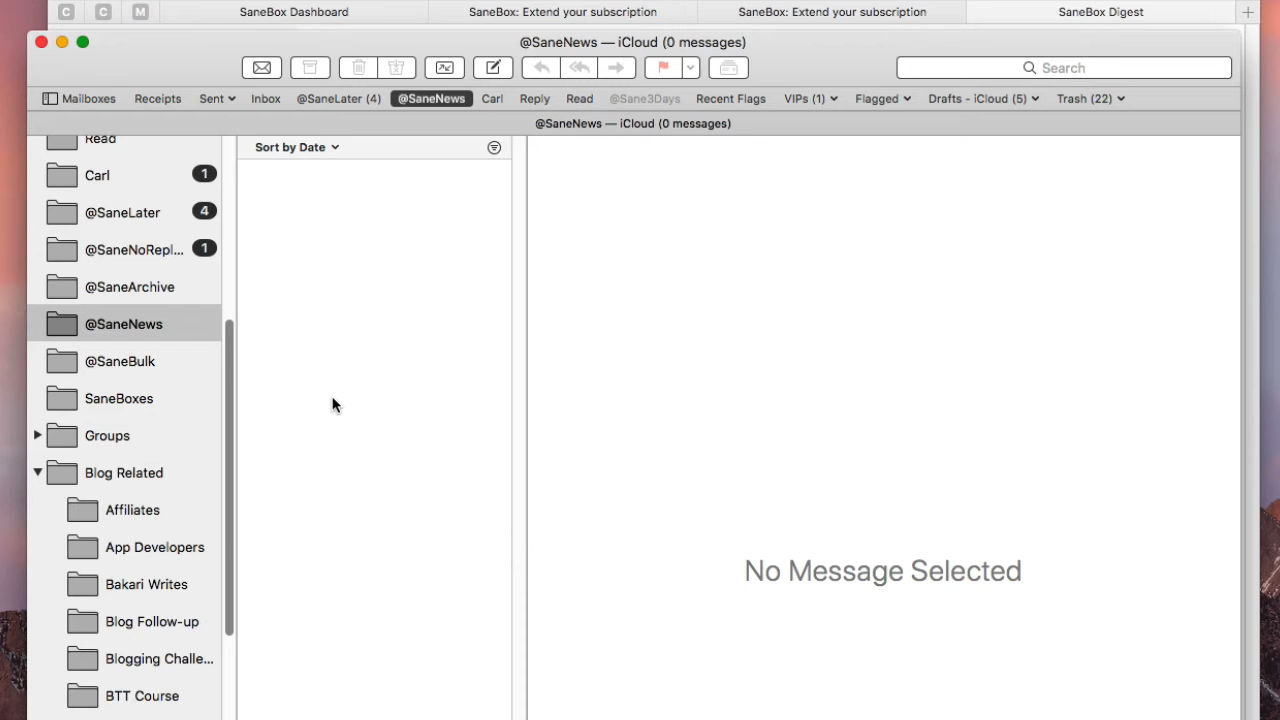 C C M SaneBox Dashboard SaneBox: Extend your subscription SaneBox: Extend your subscription SaneBox Digest
@SaneNews — iCloud (0 messages)
Search
Mailboxes Receipts Sent Inbox @SaneLater (4) @SaneNews Carl Reply Read @Sane3Days Recent Flags VIPs (1) Flagged Drafts - iCloud (5) Trash (22)
@SaneNews — iCloud (0 messages)
Read
Sort by Date
Carl 1
@SaneLater 4
@SaneNoRepl... 1
@SaneArchive
@SaneNews
@SaneBulk
SaneBoxes
Groups
Blog Related
Affiliates
App Developers
Bakari Writes
Blog Follow-up
Blogging Challe...
BTT Course
No Message Selected